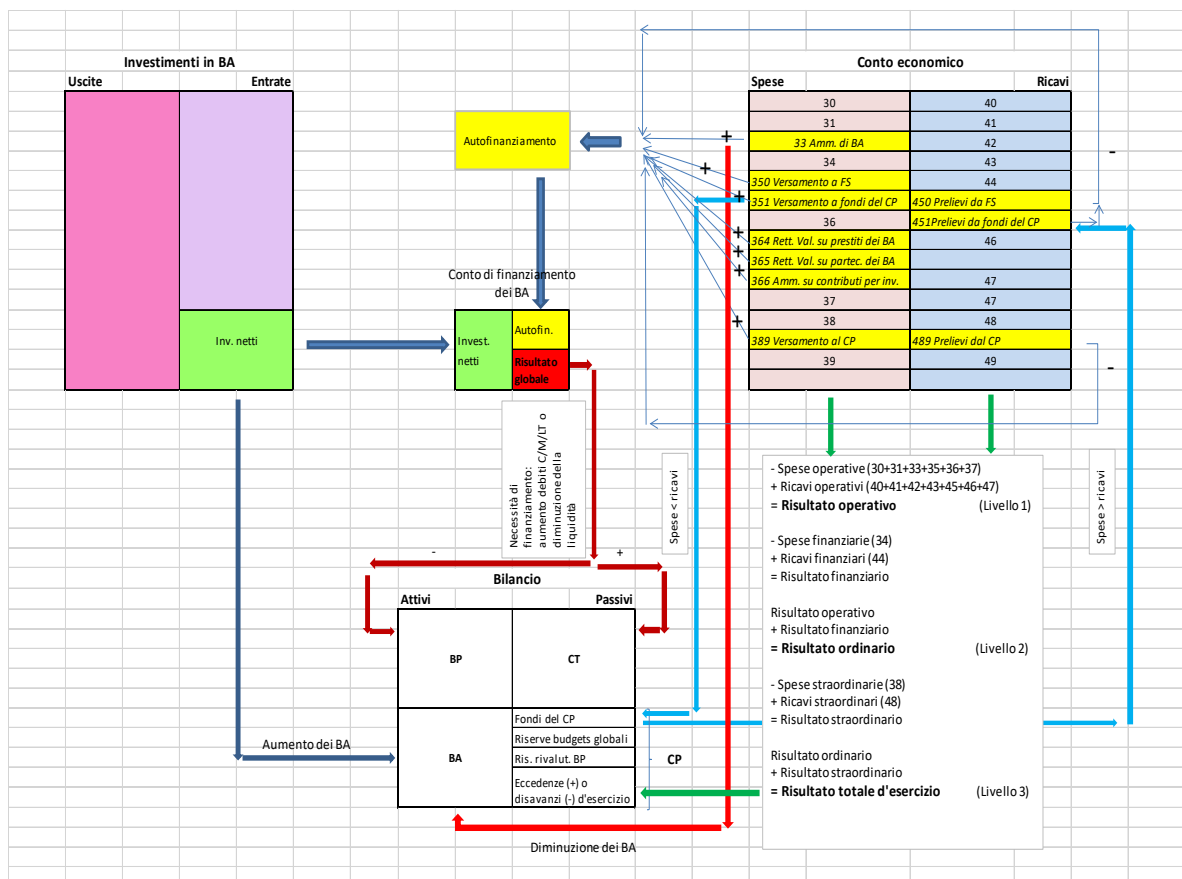 Investimenti in BA
Uscite
Entrate
Inv. netti
Autofinanziamento
Conto di finanziamento
dei BA
Invest.
netti
Autofin.
Risultato
globale
Necessità di
finanziamento:
aumento debiti C/M/LT o
diminuzione della
liquidità
-
+
Conto economico
Spese
Ricavi
30
40
31
41
33 Amm. di BA
42
34
43
350 Versamento a FS
44
351 Versamento a fondi del CP
450 Prelievi da FS
36
451Prelievi da fondi del CP
364 Rett. Val. su prestiti dei BA
46
365 Rett. Val. su partec. dei BA
366 Amm. su contributi per inv.
47
37
47
38
48
389 Versamento al CP
489 Prelievi dal CP
39
49
+
+
+
+
+
+
+
-
-
Spese < ricavi
Spese > ricavi
- Spese operative (30+31+33+35+36+37)
+ Ricavi operativi (40+41+42+43+45+46+47)
= Risultato operativo (Livello 1)
- Spese finanziarie (34)
+ Ricavi finanziari (44)
= Risultato finanziario
Risultato operativo
+ Risultato finanziario
= Risultato ordinario (Livello 2)
- Spese straordinarie (38)
+ Ricavi straordinari (48)
= Risultato straordinario
Risultato ordinario
+ Risultato straordinario
= Risultato totale d'esercizio (Livello 3)
Bilancio
Attivi
Passivi
BP
CT
BA
Fondi del CP
Riserve budgets globali
Ris. rivalut. BP
Eccedenze (+) o
disavanzi (-) d'esercizio
CP
Aumento dei BA
Diminuzione dei BA